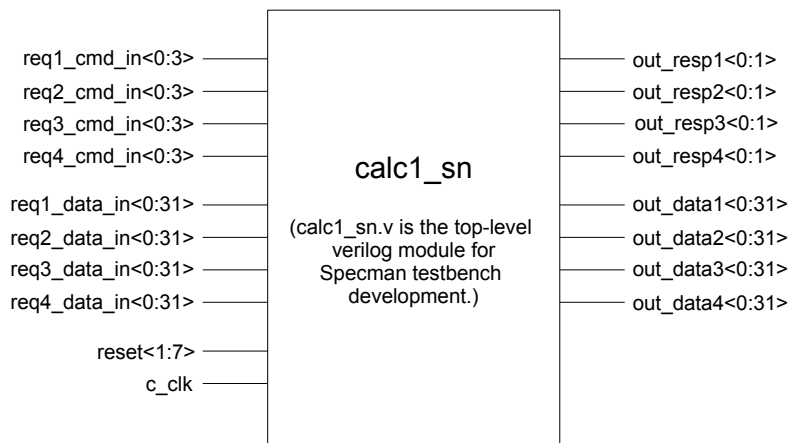 req1_cmd_in<0:3>
req2_cmd_in<0:3>
req3_cmd_in<0:3>
req4_cmd_in<0:3>
req1_data_in<0:31>
req2_data_in<0:31>
req3_data_in<0:31>
req4_data_in<0:31>
reset<1:7>
c_clk
calc1_sn
(calc1_sn.v is the top-level
verilog module for
Specman testbench
development.)
out_resp1<0:1>
out_resp2<0:1>
out_resp3<0:1>
out_resp4<0:1>
out_data1<0:31>
out_data2<0:31>
out_data3<0:31>
out_data4<0:31>